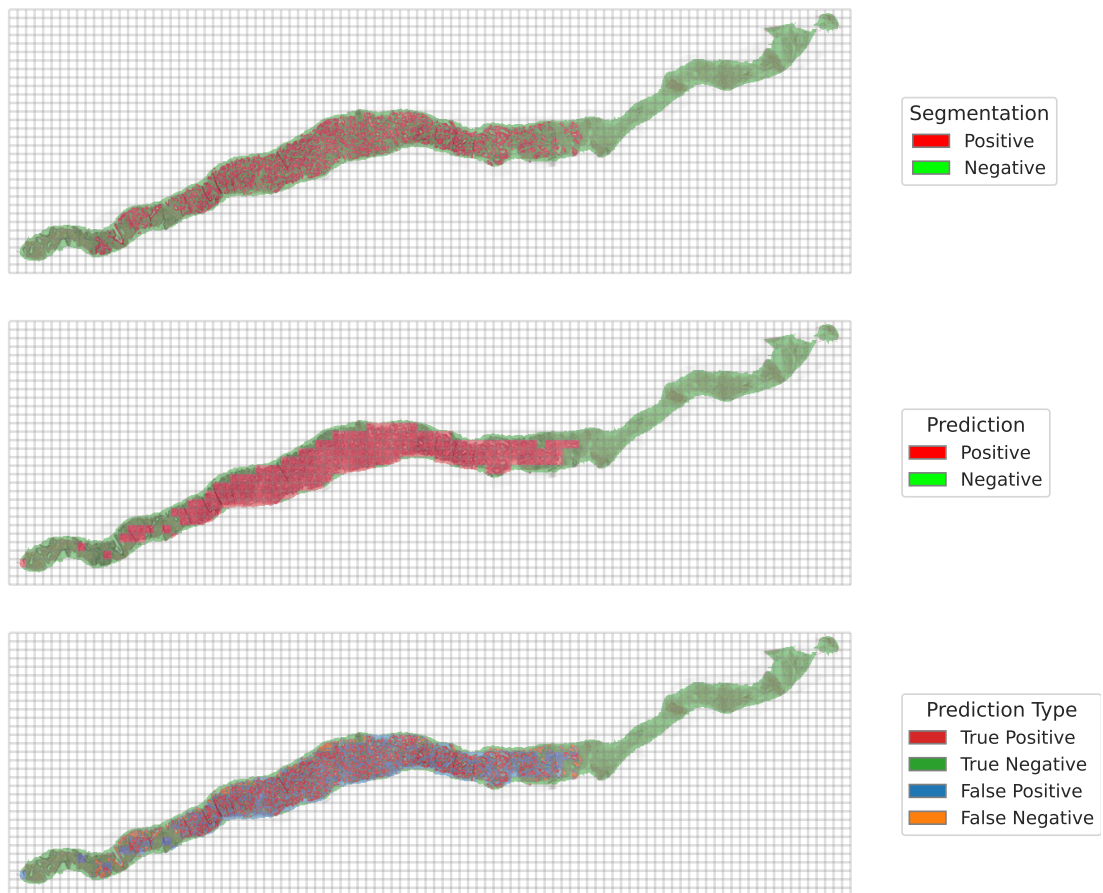 Segmentation
Positive
Negative
Prediction
Positive
Negative
Prediction Type
True Positive
True Negative
False Positive
False Negative